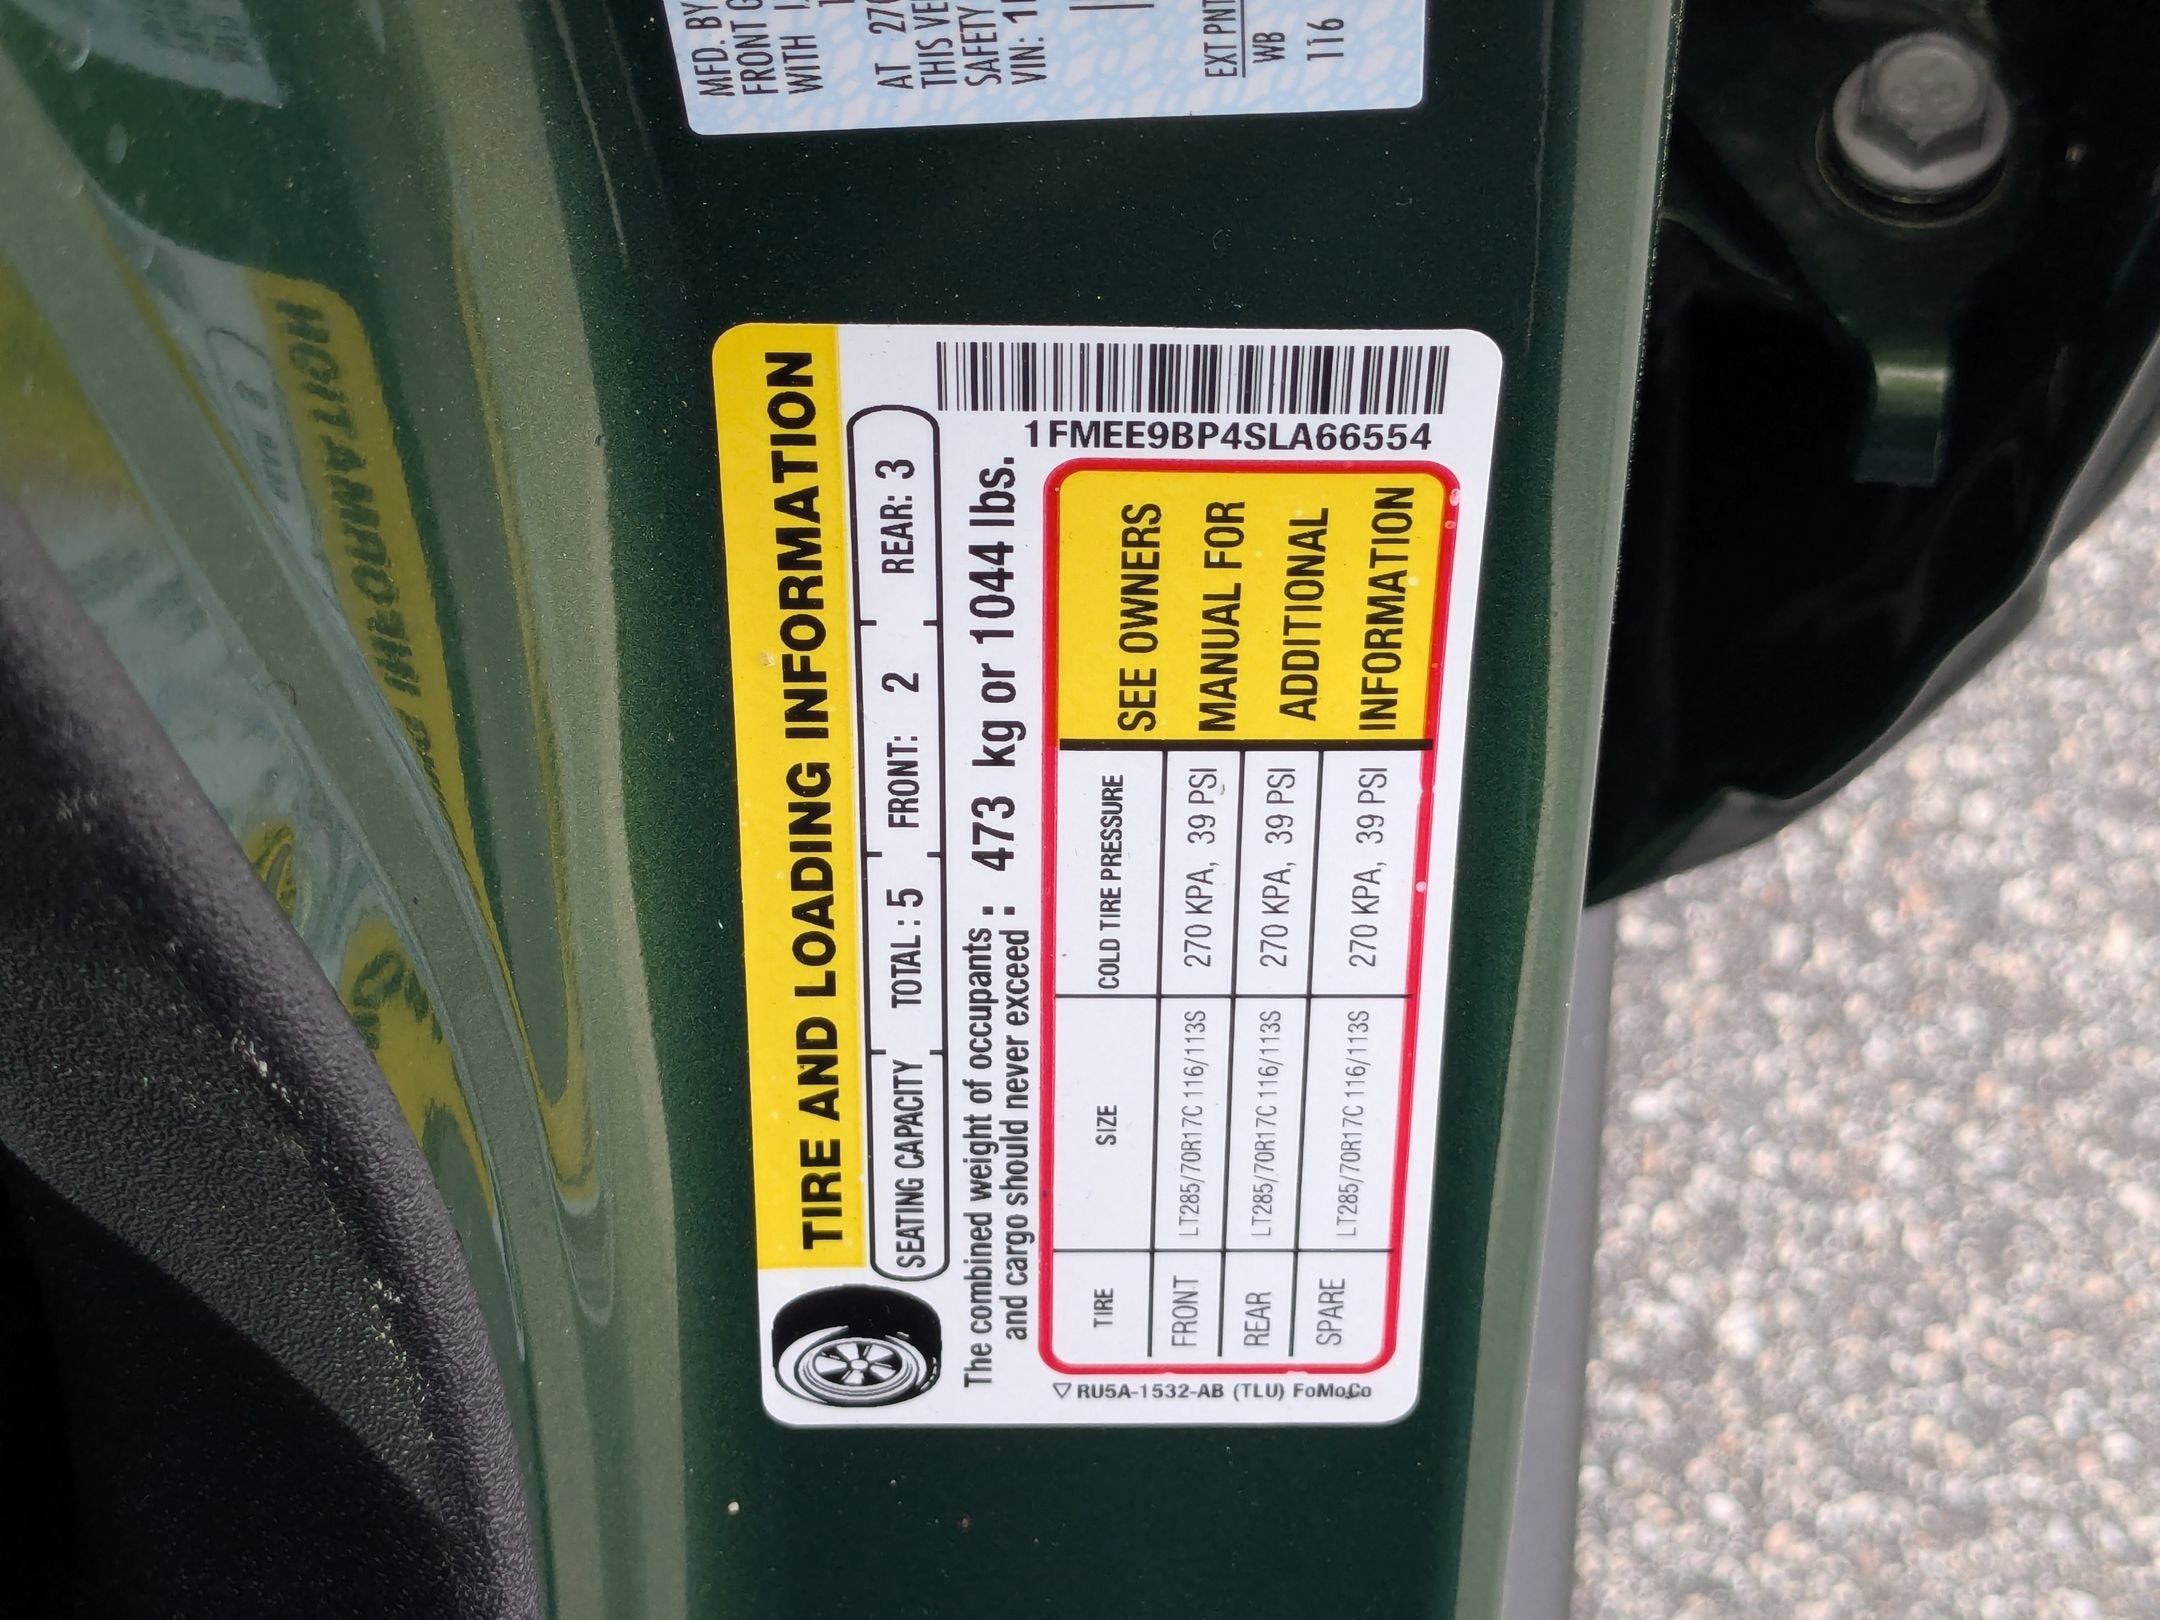 MFD. BY
FRONT G
WITH
AT
THIS VE
SAFETY
VIN:
EXT PNT
WB
116
TIRE AND LOADING INFORMATION
SEATING CAPACITY TOTAL: 5 FRONT: 2 REAR: 3
The combined weight of occupants :
and cargo should never exceed : 473 kg or 1044 lbs.
1FMEE9BP4SLA66554
TIRE SIZE COLD TIRE PRESSURE
FRONT LT285/70R17C 116/113S 270 KPA, 39 PSI
REAR LT285/70R17C 116/113S 270 KPA, 39 PSI
SPARE LT285/70R17C 116/113S 270 KPA, 39 PSI
SEE OWNERS
MANUAL FOR
ADDITIONAL
INFORMATION
RU5A-1532-AB (TLU) FoMoCo